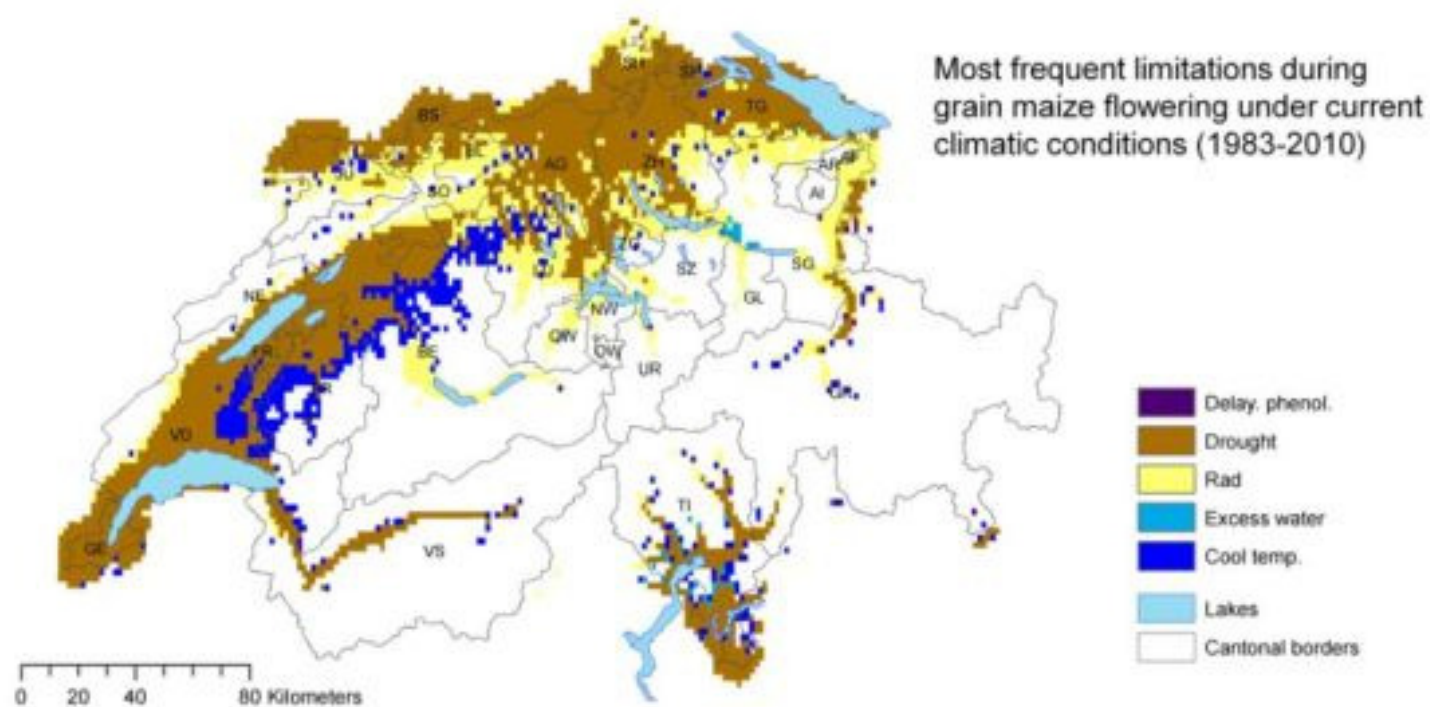 Most frequent limitations during
grain maize flowering under current
climatic conditions (1983-2010)
SH
BS
TG
ZH
AG
SO
JU
AI
ZG
LU
SZ
SG
NE
NW
GL
OW
OW
BE
UR
FR
VD
GE
VS
TI
Delay. phenol.
Drought
Rad
Excess water
Cool temp.
Lakes
Cantonal borders
0 20 40 80 Kilometers